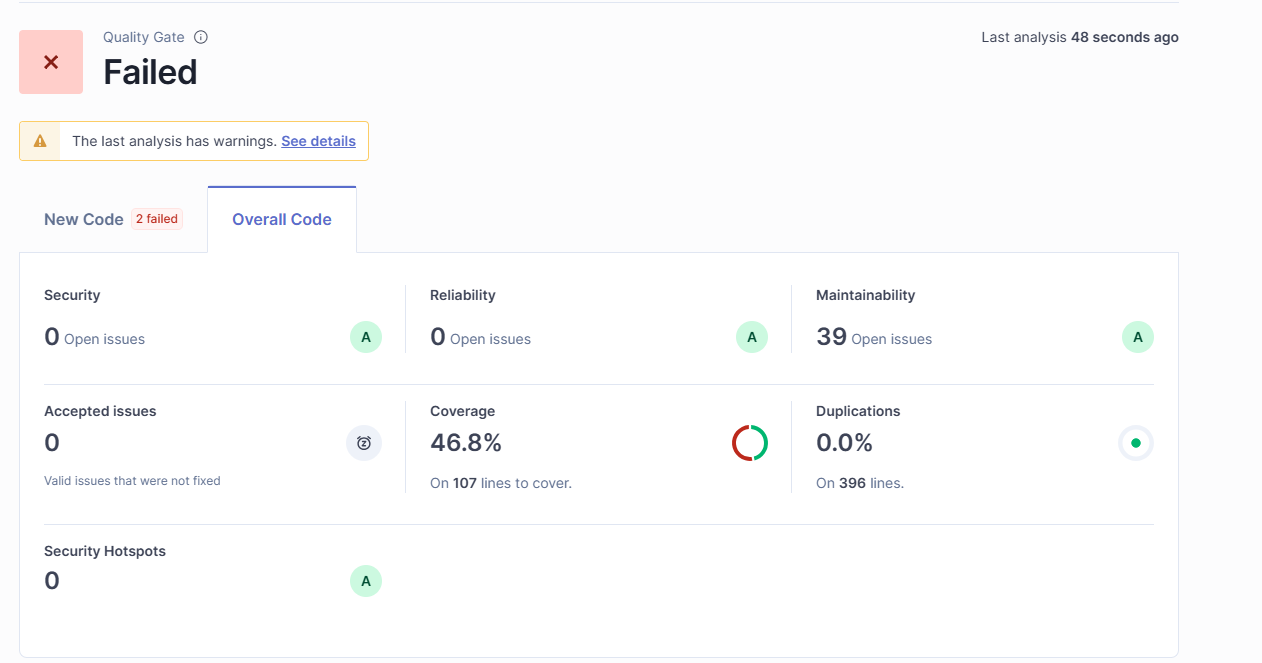 Quality Gate
Last analysis 48 seconds ago
Failed
The last analysis has warnings. See details
New Code 2 failed Overall Code
Security
0 Open issues A
Reliability
0 Open issues A
Maintainability
39 Open issues A
Accepted issues
0
Valid issues that were not fixed
Coverage
46.8%
On 107 lines to cover.
Duplications
0.0%
On 396 lines.
Security Hotspots
0 A